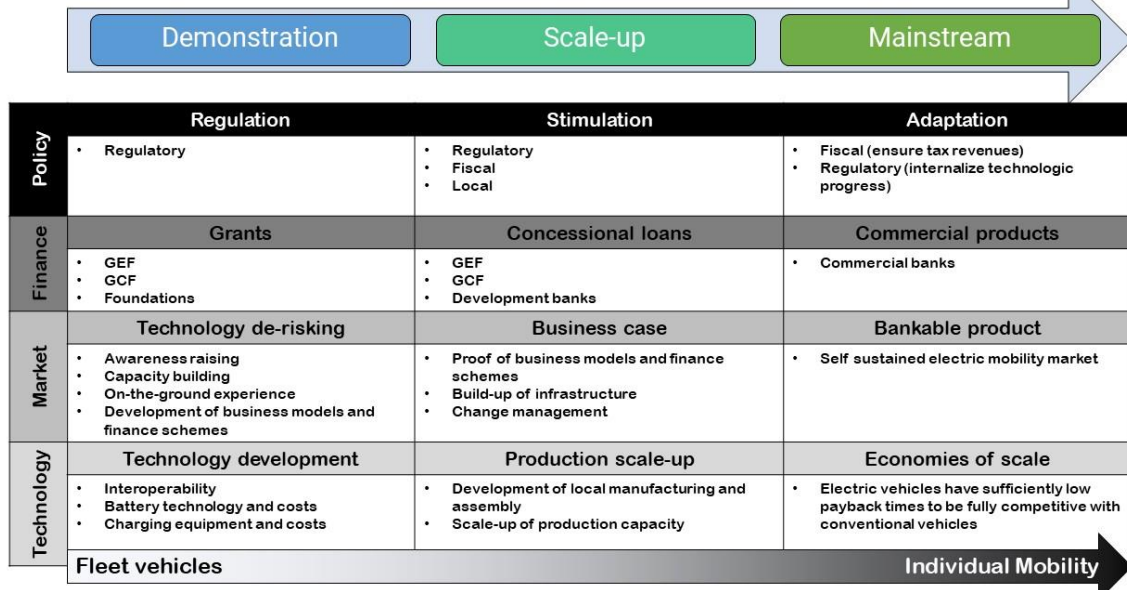 Demonstration
Scale-up
Mainstream
Policy
Regulation
Stimulation
Adaptation
• Regulatory
• Regulatory
• Fiscal
• Local
• Fiscal (ensure tax revenues)
• Regulatory (internalize technologic
progress)
Finance
Grants
Concessional loans
Commercial products
• GEF
• GCF
• Foundations
• GEF
• GCF
• Development banks
• Commercial banks
Market
Technology de-risking
Business case
Bankable product
• Awareness raising
• Capacity building
• On-the-ground experience
• Development of business models and
finance schemes
• Proof of business models and finance
schemes
• Build-up of infrastructure
• Change management
• Self sustained electric mobility market
Technology
Technology development
Production scale-up
Economies of scale
• Interoperability
• Battery technology and costs
• Charging equipment and costs
• Development of local manufacturing and
assembly
• Scale-up of production capacity
• Electric vehicles have sufficiently low
payback times to be fully competitive with
conventional vehicles
Fleet vehicles
Individual Mobility